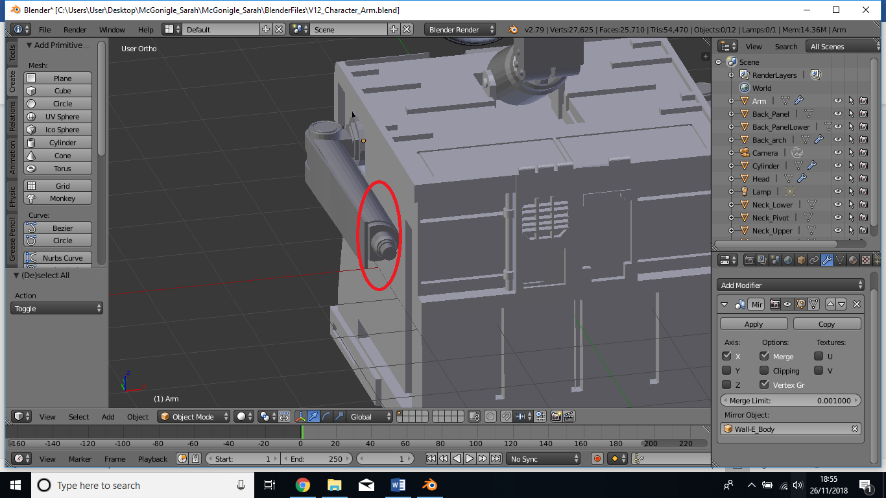 Blender* [C:\Users\User\Desktop\McGonigle_Sarah\BlenderFiles\V12_Character_Arm.blend]
File Render Window Help Default Scene Blender Render v2.79 | Verts:27,625 | Faces:25,710 | Tris:54,470 | Objects:0/12 | Lamps:0/1 | Mem:14.36M | Arm
Tools
Create
Relations
Animation
Physic
Grease Pencil
Add Primitive
Mesh:
Plane
Cube
Circle
UV Sphere
Ico Sphere
Cylinder
Cone
Torus
Grid
Monkey
Curve:
Bezier
Circle
Nurbs Curve
(De)select All
Action
Toggle
User Ortho
(1) Arm
View Select Add Object Object Mode Global
-160 -140 -120 -100 -80 -60 -40 -20 0 20 40 60 80 100 120 140 160 180 200 220
View Marker Frame Playback Start: 1 End: 250 1 No Sync
View Search All Scenes
Scene
RenderLayers
World
Arm
Back_Panel
Back_PanelLower
Back_arch
Camera
Cylinder
Head
Lamp
Neck_Lower
Neck_Pivot
Neck_Upper
Add Modifier
Mir
Apply Copy
Axis: Options: Textures:
X Merge U
Y Clipping V
Z Vertex Gr
Merge Limit: 0.001000
Mirror Object:
Wall-E_Body
Type here to search
18:55
26/11/2018
1